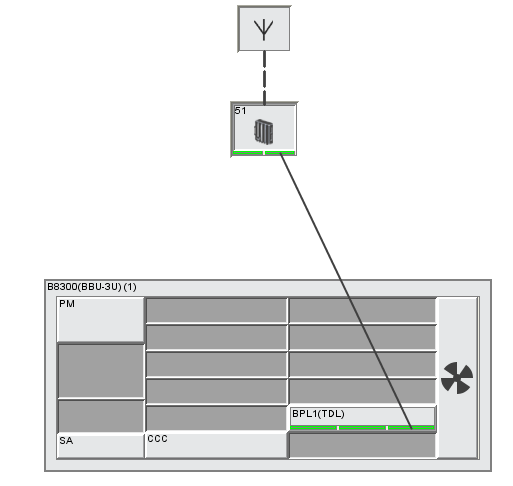 51
B8300(BBU-3U) (1)
PM
BPL1(TDL)
SA
CCC